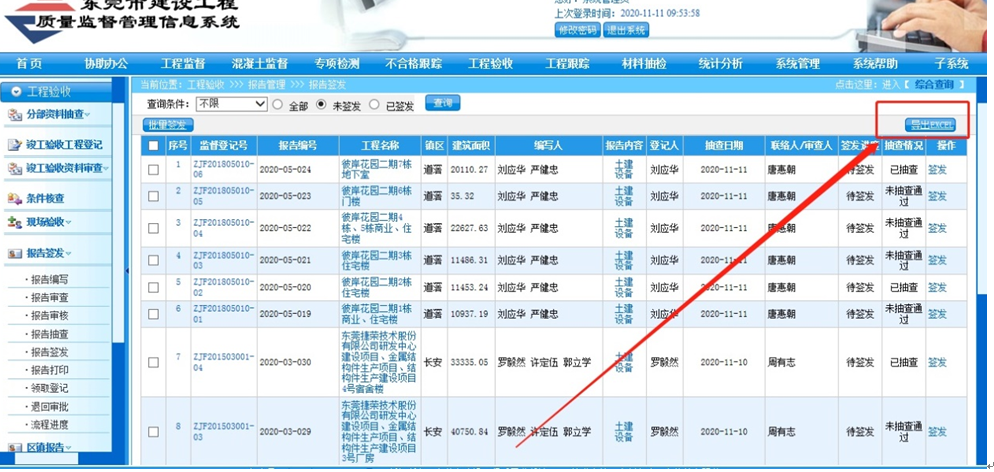 东莞市建设工程
质量监督管理信息系统
上次登录时间：2020-11-11 09:53:58
修改密码 退出系统
首 页 协助办公 工程监督 混凝土监督 专项检测 不合格跟踪 工程验收 工程跟踪 材料抽检 统计分析 系统管理 系统帮助 子系统
工程验收
分部资料抽查
竣工验收工程登记
竣工验收资料审查
条件核查
现场验收
报告签发
·报告编写
·报告审查
·报告审核
·报告抽查
·报告签发
·报告打印
·领取登记
·退回审批
·流程进度
区镇报告
当前位置：工程验收 >>> 报告管理 >>> 报告签发 点击这里：进入【 综合查询 】
查询条件： 不限 全部 未签发 已签发 查询
批量签发 导出EXCEL
序号 监督登记号 报告编号 工程名称 镇区 建筑面积 编写人 报告内容 登记人 抽查日期 联络人/审查人 签发 抽查情况 操作
1 ZJF201805010-06 2020-05-024 彼岸花园二期7栋地下室 道滘 20110.27 刘应华 严健忠 土建 设备 刘应华 2020-11-11 唐惠朝 待签发 已抽查 签发
2 ZJF201805010-05 2020-05-023 彼岸花园二期6栋门楼 道滘 35.32 刘应华 严健忠 土建 设备 刘应华 2020-11-11 唐惠朝 待签发 未抽查通过 签发
3 ZJF201805010-04 2020-05-022 彼岸花园二期4栋、5栋商业、住宅楼 道滘 22627.63 刘应华 严健忠 土建 设备 刘应华 2020-11-11 唐惠朝 待签发 未抽查通过 签发
4 ZJF201805010-03 2020-05-021 彼岸花园二期3栋住宅楼 道滘 11486.31 刘应华 严健忠 土建 设备 刘应华 2020-11-11 唐惠朝 待签发 未抽查通过 签发
5 ZJF201805010-02 2020-05-020 彼岸花园二期2栋住宅楼 道滘 11453.24 刘应华 严健忠 土建 设备 刘应华 2020-11-11 唐惠朝 待签发 未抽查通过 签发
6 ZJF201805010-01 2020-05-019 彼岸花园二期1栋商业、住宅楼 道滘 10937.19 刘应华 严健忠 土建 设备 刘应华 2020-11-11 唐惠朝 待签发 未抽查通过 签发
7 ZJF201503001-04 2020-03-030 东莞捷荣技术股份有限公司研发中心建设项目、金属结构件生产项目、结构件生产建设项目4号宿舍楼 长安 33335.05 罗毅然 许定伍 郭立学 土建 设备 罗毅然 2020-11-10 周有志 待签发 已抽查 签发
8 ZJF201503001-03 2020-03-029 东莞捷荣技术股份有限公司研发中心建设项目、金属结构件生产项目、结构件生产建设项目3号厂房 长安 40750.84 罗毅然 许定伍 郭立学 土建 设备 罗毅然 2020-11-10 周有志 待签发 未抽查通过 签发